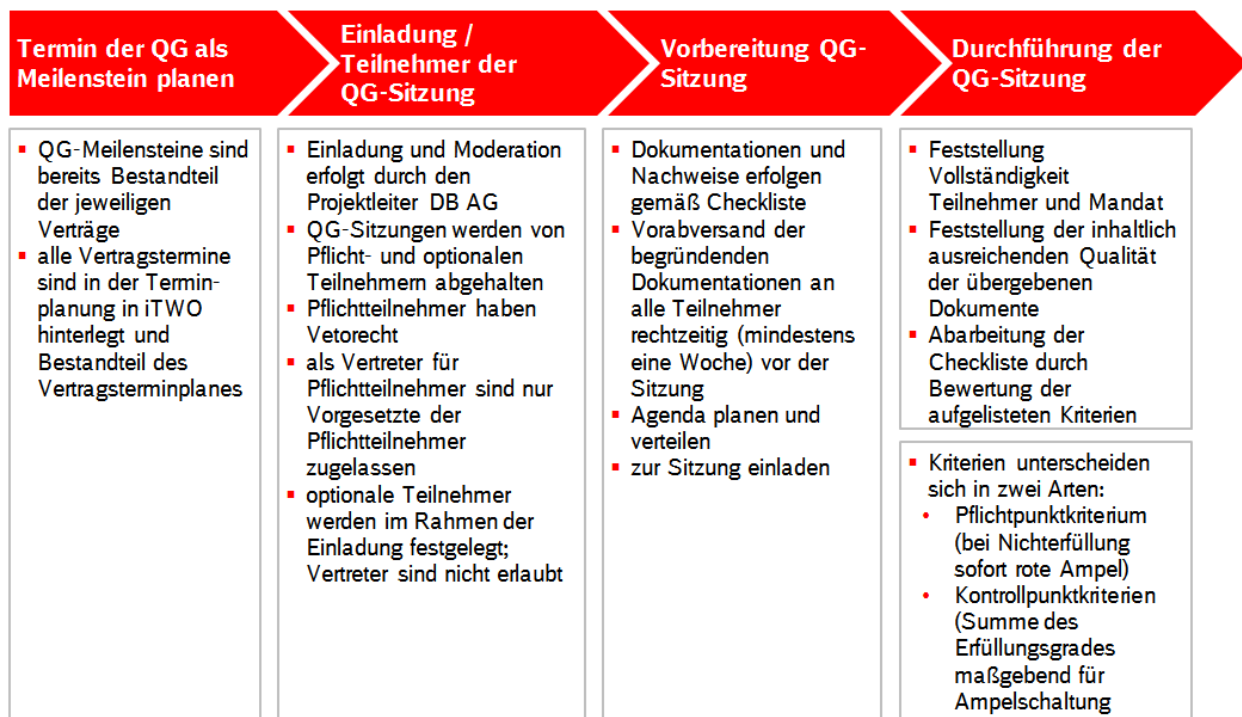 Termin der QG als
Meilenstein planen
Einladung /
Teilnehmer der
QG-Sitzung
Vorbereitung QG-
Sitzung
Durchführung der
QG-Sitzung
▪ QG-Meilensteine sind
bereits Bestandteil
der jeweiligen
Verträge
▪ alle Vertragstermine
sind in der Termin-
planung in iTWO
hinterlegt und
Bestandteil des
Vertragsterminplanes
▪ Einladung und Moderation
erfolgt durch den
Projektleiter DB AG
▪ QG-Sitzungen werden von
Pflicht- und optionalen
Teilnehmern abgehalten
▪ Pflichtteilnehmer haben
Vetorecht
▪ als Vertreter für
Pflichtteilnehmer sind nur
Vorgesetzte der
Pflichtteilnehmer
zugelassen
▪ optionale Teilnehmer
werden im Rahmen der
Einladung festgelegt;
Vertreter sind nicht erlaubt
▪ Dokumentationen und
Nachweise erfolgen
gemäß Checkliste
▪ Vorabversand der
begründenden
Dokumentationen an
alle Teilnehmer
rechtzeitig (mindestens
eine Woche) vor der
Sitzung
▪ Agenda planen und
verteilen
▪ zur Sitzung einladen
▪ Feststellung
Vollständigkeit
Teilnehmer und Mandat
▪ Feststellung der inhaltlich
ausreichenden Qualität
der übergebenen
Dokumente
▪ Abarbeitung der
Checkliste durch
Bewertung der
aufgelisteten Kriterien
▪ Kriterien unterscheiden
sich in zwei Arten:
• Pflichtpunktkriterium
(bei Nichterfüllung
sofort rote Ampel)
• Kontrollpunktkriterien
(Summe des
Erfüllungsgrades
maßgebend für
Ampelschaltung